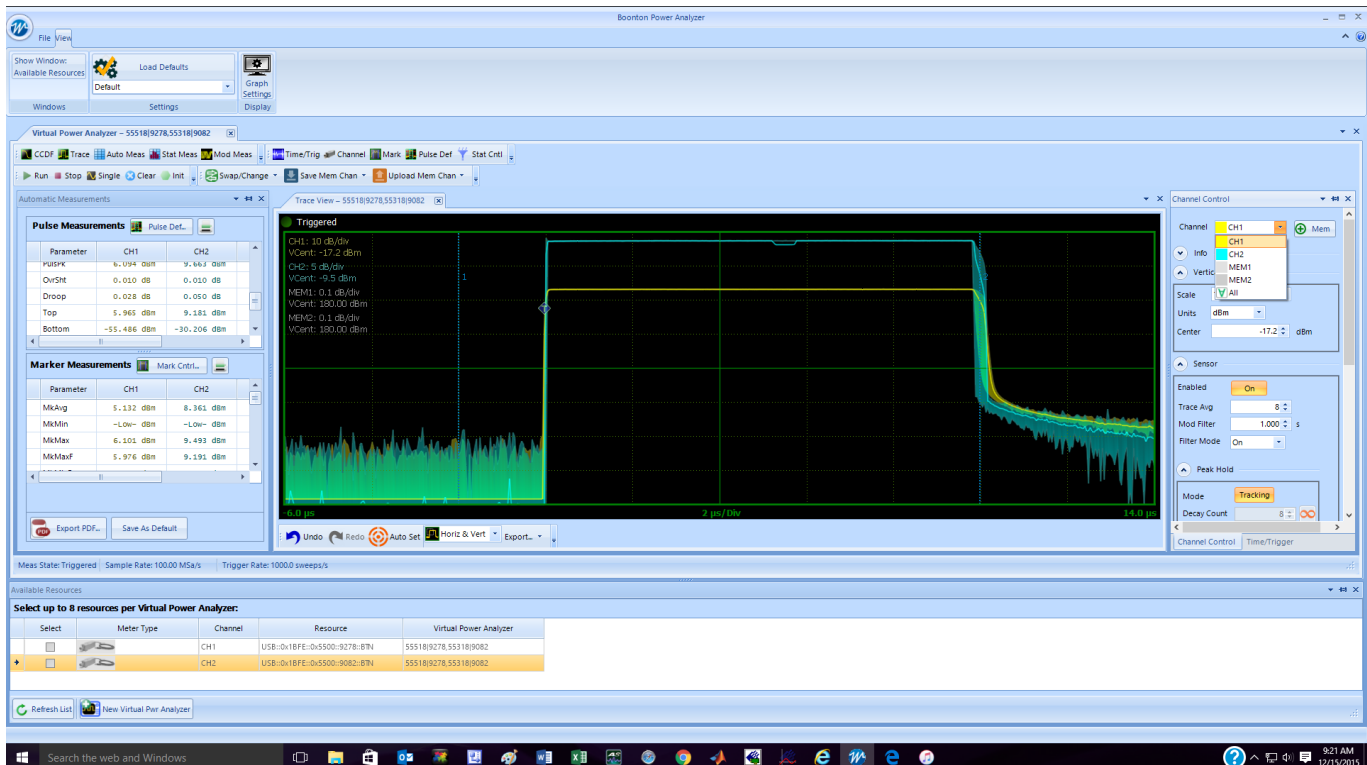 Boonton Power Analyzer
File View
Show Window:
Available Resources
Load Defaults
Default
Graph
Settings
Windows Settings Display
Virtual Power Analyzer – 55518|9278,55318|9082
CCDF Trace Auto Meas Stat Meas Mod Meas Time/Trig Channel Mark Pulse Def Stat Cntl
Run Stop Single Clear Init Swap/Change Save Mem Chan Upload Mem Chan
Automatic Measurements
Pulse Measurements Pulse Def...
Parameter CH1 CH2
PulsPk 6.094 dBm 9.663 dBm
OvrSht 0.010 dB 0.010 dB
Droop 0.028 dB 0.050 dB
Top 5.965 dBm 9.181 dBm
Bottom -55.486 dBm -30.206 dBm
Marker Measurements Mark Cntrl...
Parameter CH1 CH2
MkAvg 5.132 dBm 8.361 dBm
MkMin -Low- dBm -Low- dBm
MkMax 6.101 dBm 9.493 dBm
MkMaxF 5.976 dBm 9.191 dBm
Export PDF... Save As Default
Trace View – 55518|9278,55318|9082
Triggered
CH1: 10 dB/div
VCent: -17.2 dBm
CH2: 5 dB/div
VCent: -9.5 dBm
MEM1: 0.1 dB/div
VCent: 180.00 dBm
MEM2: 0.1 dB/div
VCent: 180.00 dBm
1
2
-6.0 µs 2 µs/Div 14.0 µs
Undo Redo Auto Set Horiz & Vert Export...
Channel Control
Channel CH1 Mem
CH1
CH2
MEM1
MEM2
All
Info
Scale
Units dBm
Center -17.2 dBm
Sensor
Enabled On
Trace Avg 8
Mod Filter 1.000 s
Filter Mode On
Peak Hold
Mode Tracking
Decay Count 8
Channel Control Time/Trigger
Meas State: Triggered Sample Rate: 100.00 MSa/s Trigger Rate: 1000.0 sweeps/s
Available Resources
Select up to 8 resources per Virtual Power Analyzer:
Select Meter Type Channel Resource Virtual Power Analyzer
CH1 USB::0x1BFE::0x5500::9278::BTN 55518|9278,55318|9082
CH2 USB::0x1BFE::0x5500::9082::BTN 55518|9278,55318|9082
Refresh List New Virtual Pwr Analyzer
Search the web and Windows
9:21 AM
12/15/2015